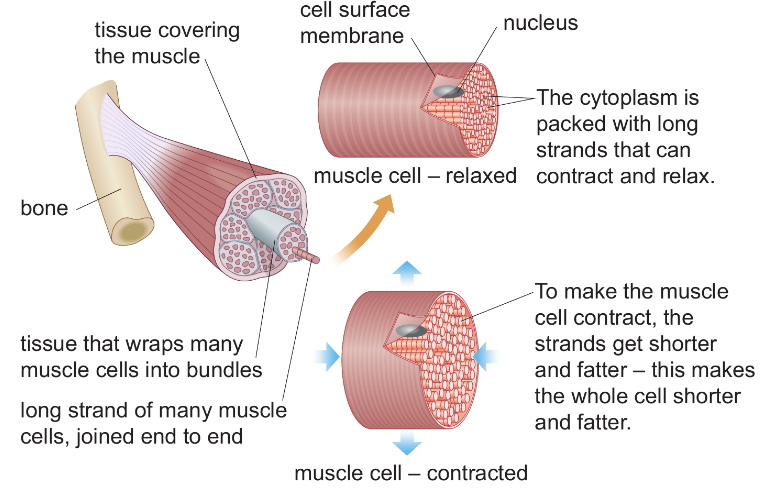 tissue covering
the muscle
cell surface
membrane
nucleus
The cytoplasm is
packed with long
strands that can
contract and relax.
muscle cell – relaxed
bone
tissue that wraps many
muscle cells into bundles
long strand of many muscle
cells, joined end to end
To make the muscle
cell contract, the
strands get shorter
and fatter – this makes
the whole cell shorter
and fatter.
muscle cell – contracted